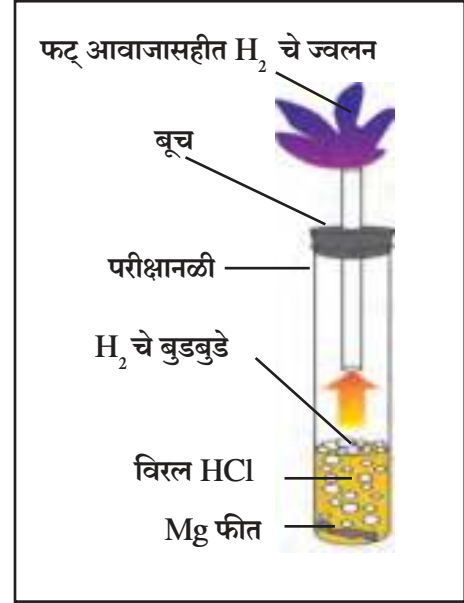 फट् आवाजासहीत H₂ चे ज्वलन
बूच
परीक्षानळी
H₂ चे बुडबुडे
विरल HCl
Mg फीत